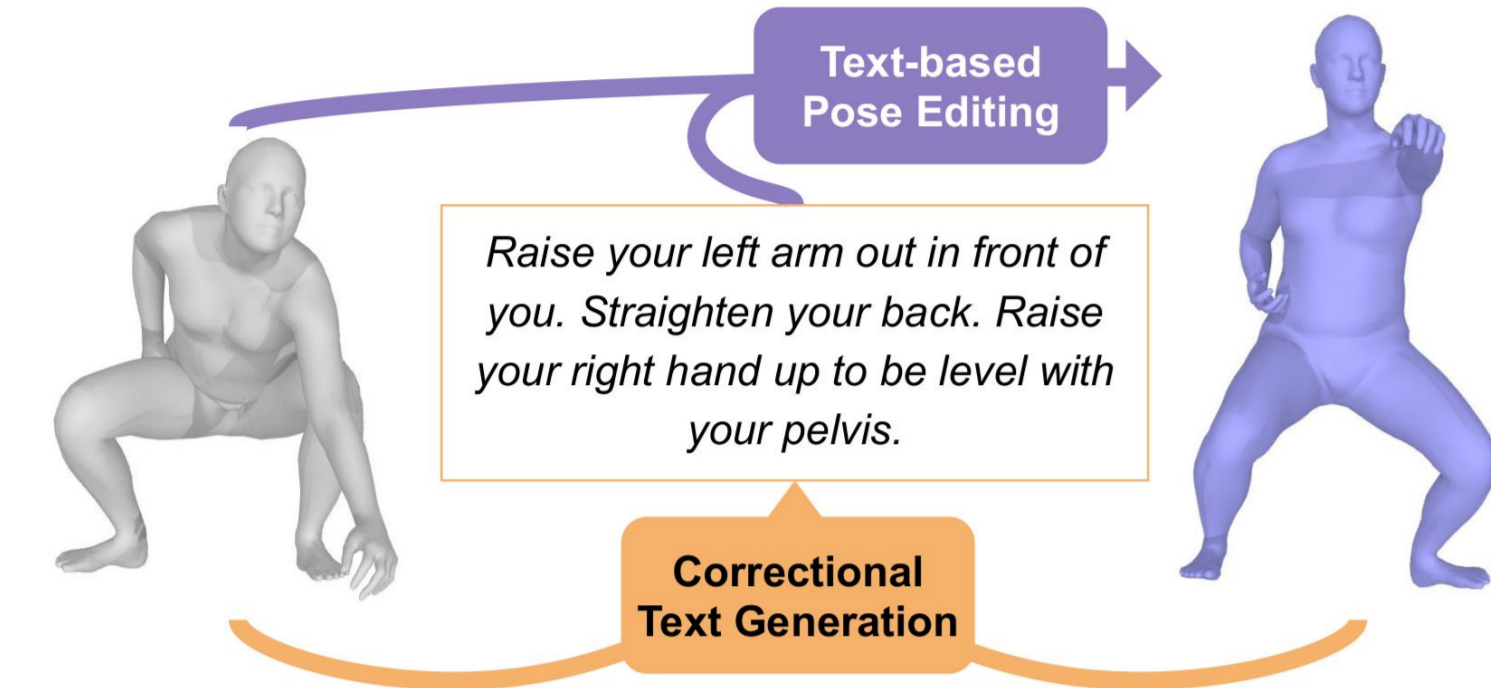 Text-based
Pose Editing
Raise your left arm out in front of
you. Straighten your back. Raise
your right hand up to be level with
your pelvis.
Correctional
Text Generation